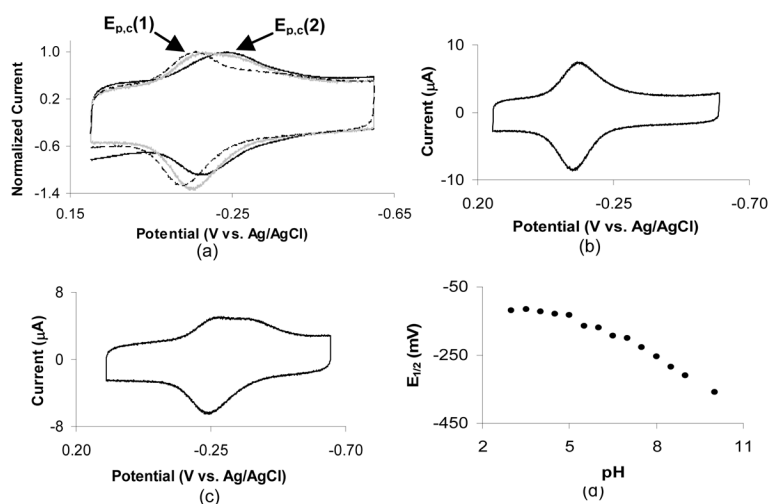 E_p,c(1) E_p,c(2)
Normalized Current
1.0
0.2
-0.6
-1.4
0.15 -0.25 -0.65
Potential (V vs. Ag/AgCl)
(a)
Current (μA)
10
0
-10
0.20 -0.25 -0.70
Potential (V vs. Ag/AgCl)
(b)
Current (μA)
8
0
-8
0.20 -0.25 -0.70
Potential (V vs. Ag/AgCl)
(c)
E_1/2 (mV)
-50
-250
-450
2 5 8 11
pH
(d)